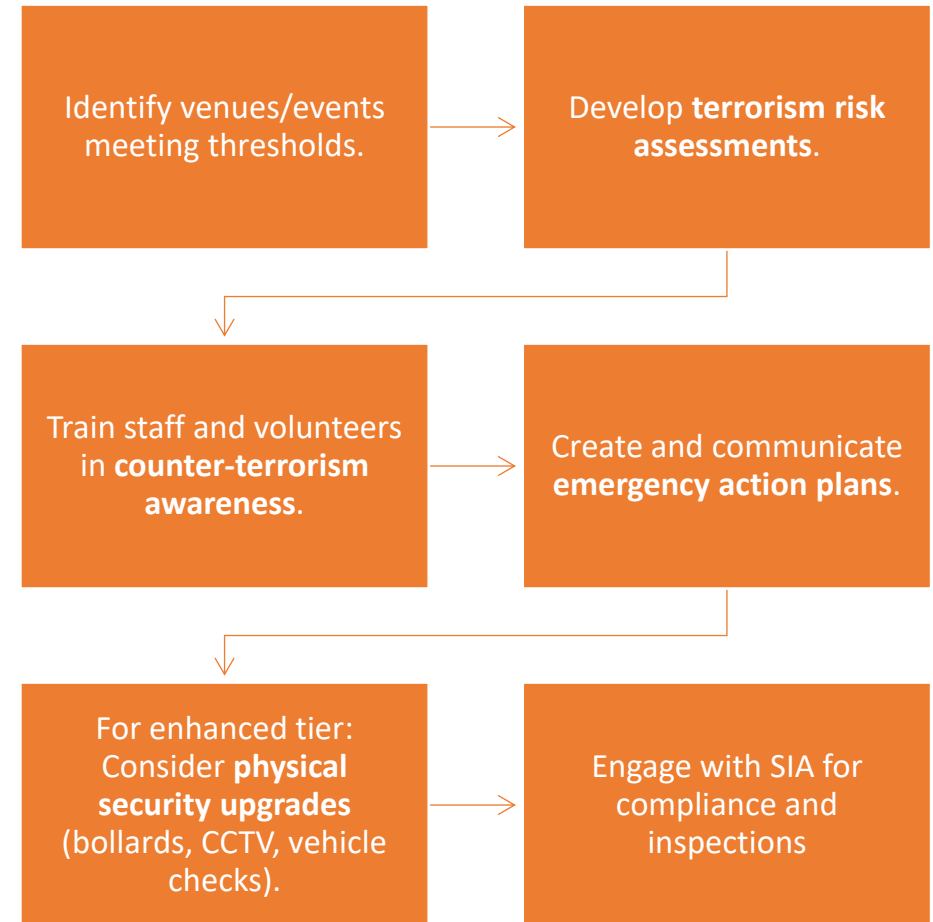 Identify venues/events
meeting thresholds.
Develop terrorism risk
assessments.
Train staff and volunteers
in counter-terrorism
awareness.
Create and communicate
emergency action plans.
For enhanced tier:
Consider physical
security upgrades
(bollards, CCTV, vehicle
checks).
Engage with SIA for
compliance and
inspections